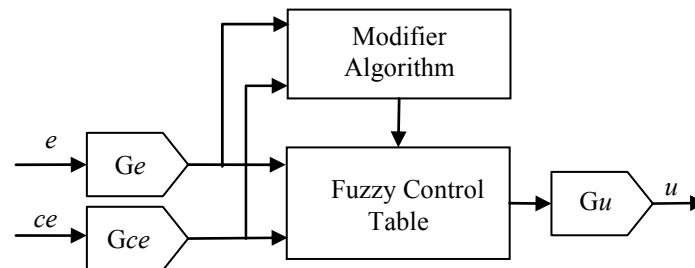 Modifier
Algorithm
e
Ge
Fuzzy Control
Table
Gu
u
ce
Gce